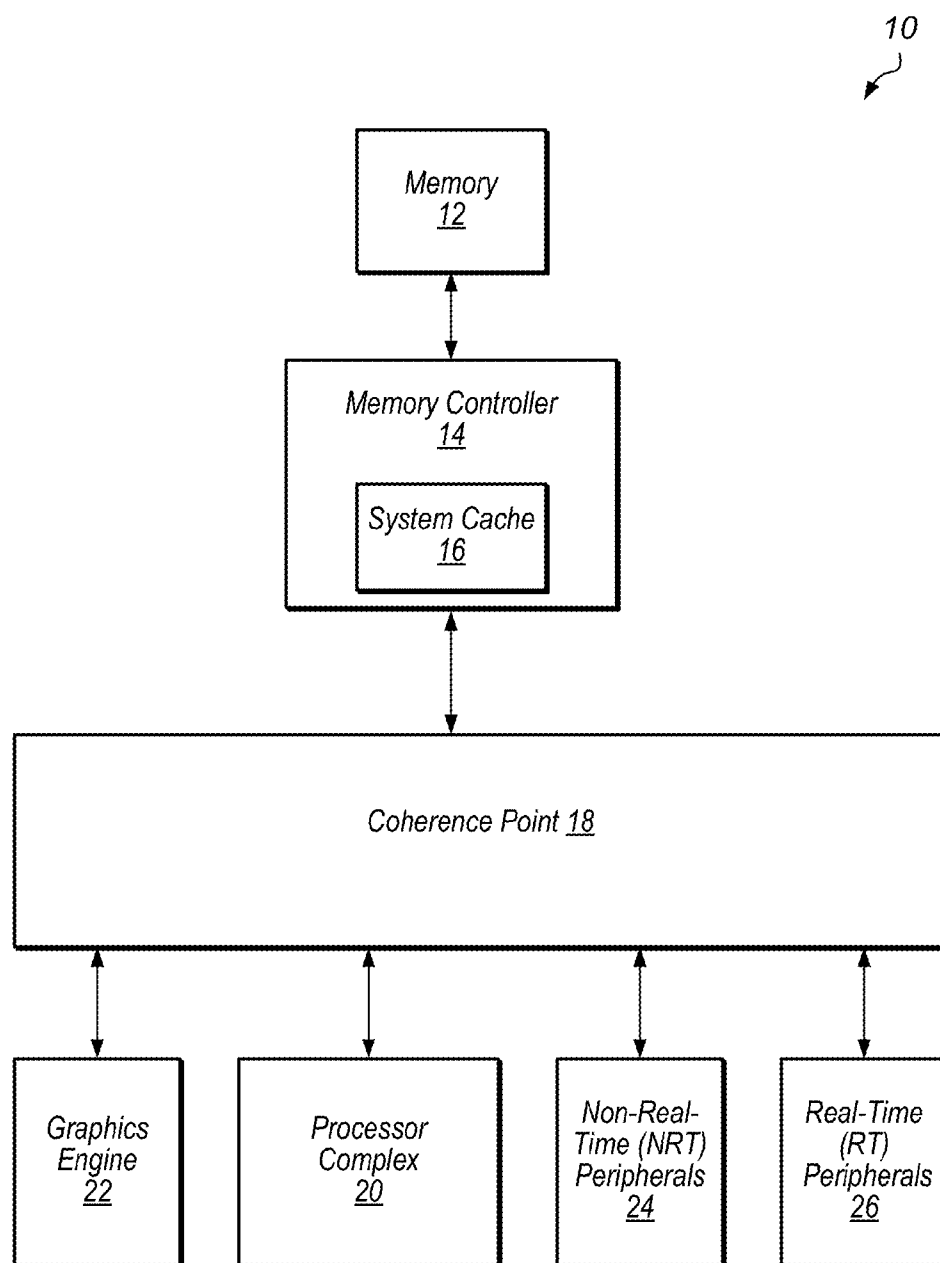 10
Memory
12
Memory Controller
14
System Cache
16
Coherence Point 18
Graphics
Engine
22
Processor
Complex
20
Non-Real-
Time (NRT)
Peripherals
24
Real-Time
(RT)
Peripherals
26